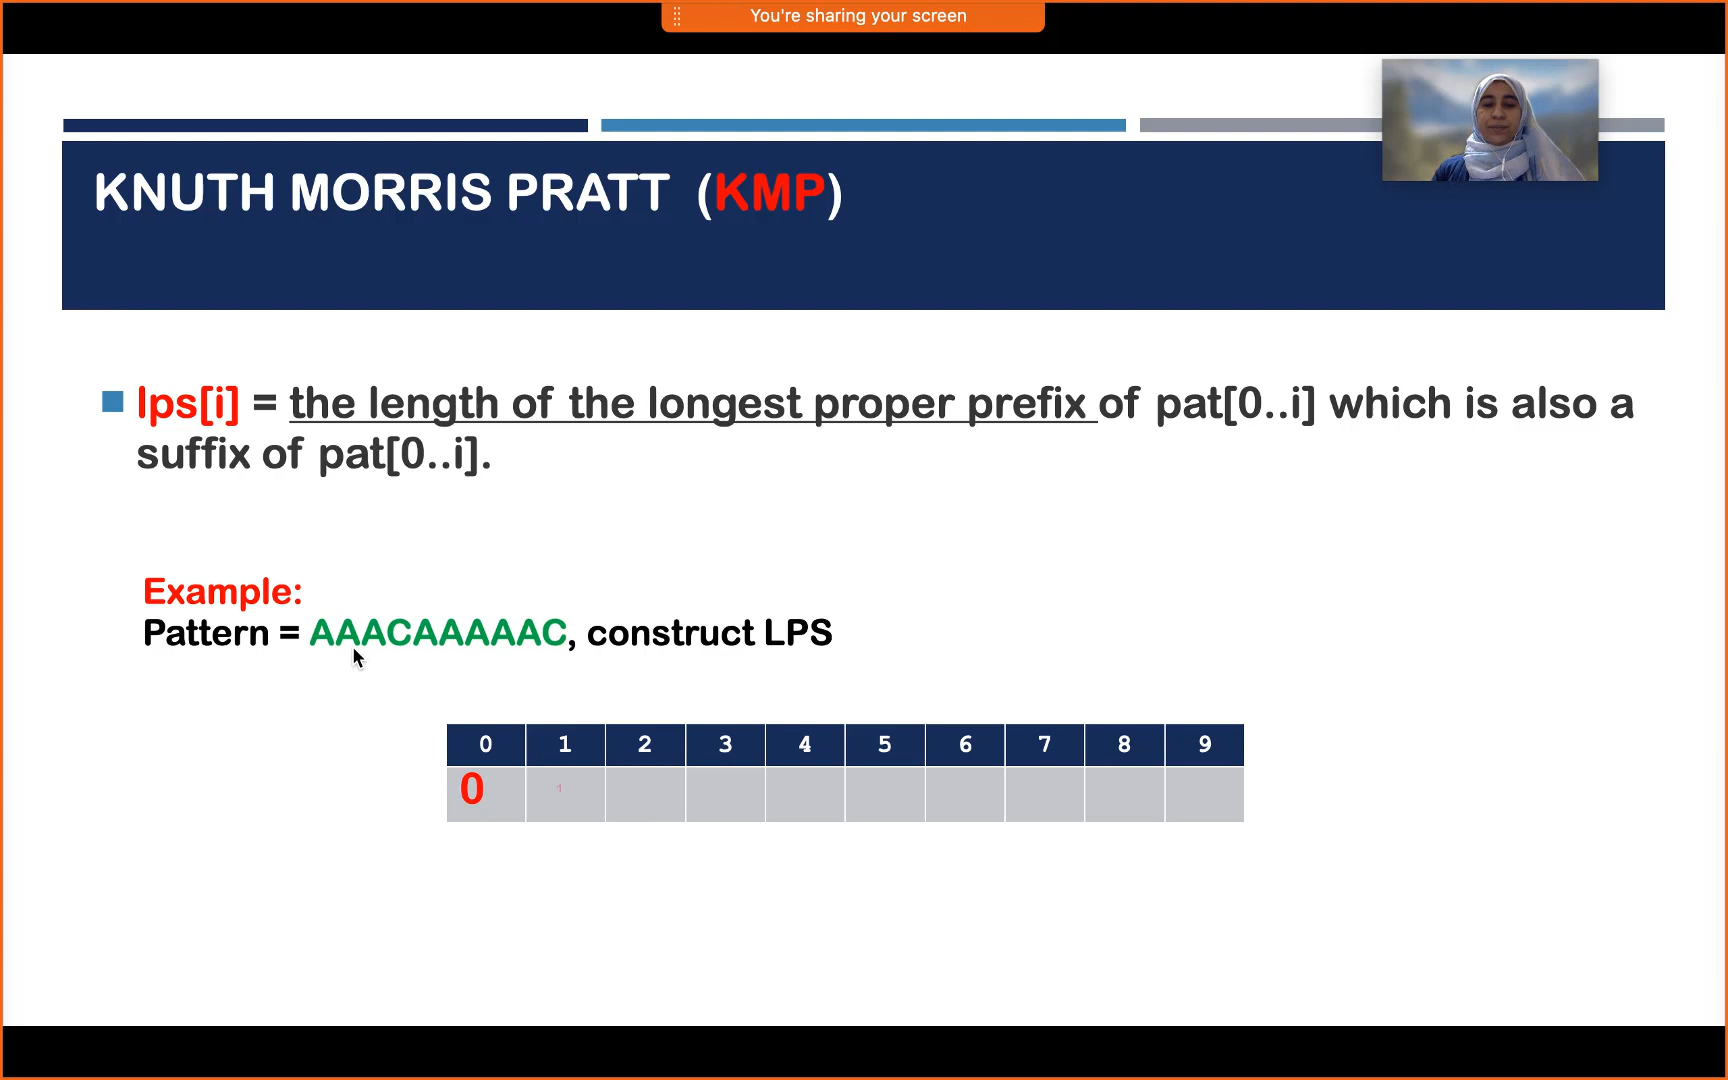 You're sharing your screen
KNUTH MORRIS PRATT (KMP)
lps[i] = the length of the longest proper prefix of pat[0..i] which is also a
suffix of pat[0..i].
Example:
Pattern = AAACAAAAAC, construct LPS
0 1 2 3 4 5 6 7 8 9
0 1